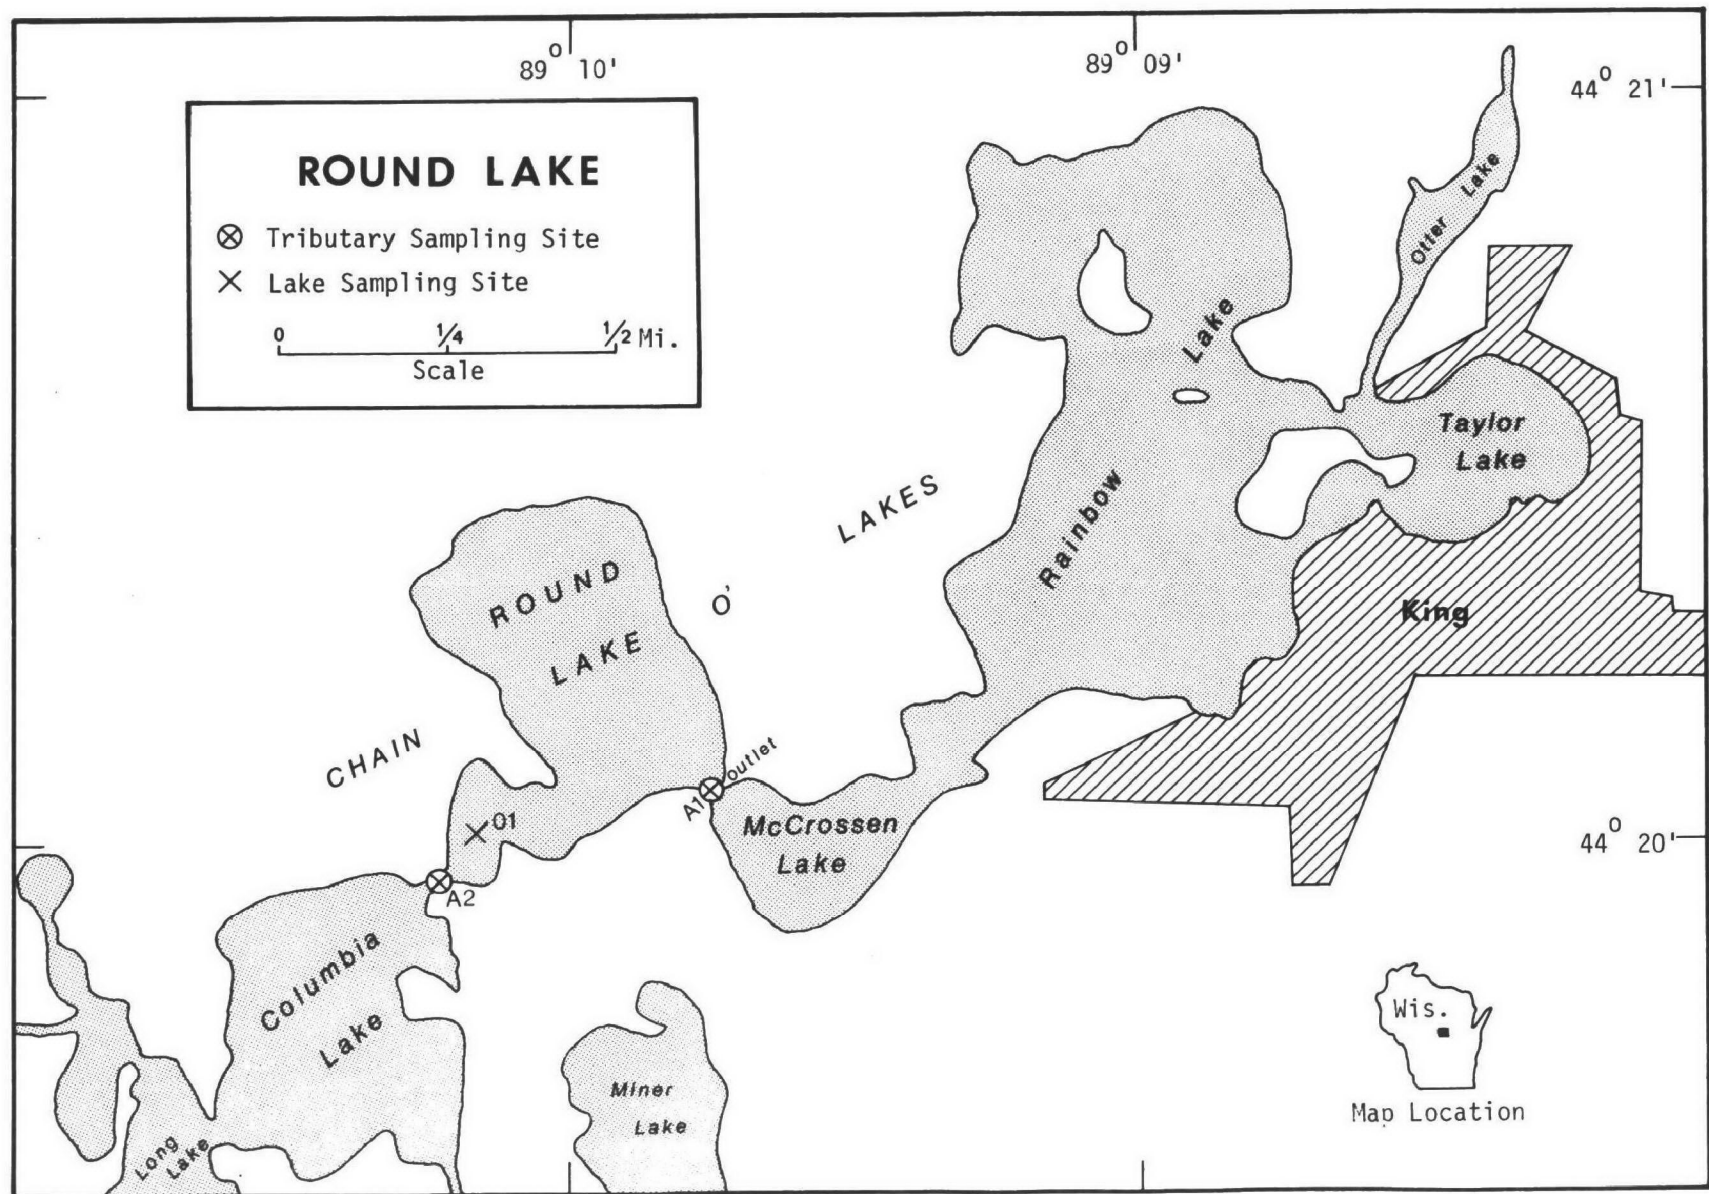 89° 10'
89° 09'
44° 21'
ROUND LAKE
Tributary Sampling Site
Lake Sampling Site
0 1/4 1/2 Mi.
Scale
Otter Lake
Rainbow Lake
Taylor
Lake
CHAIN O' LAKES
ROUND
LAKE
King
outlet
A1
McCrossen
Lake
01
44° 20'
A2
Columbia
Lake
Wis.
Map Location
Miner
Lake
Long
Lake